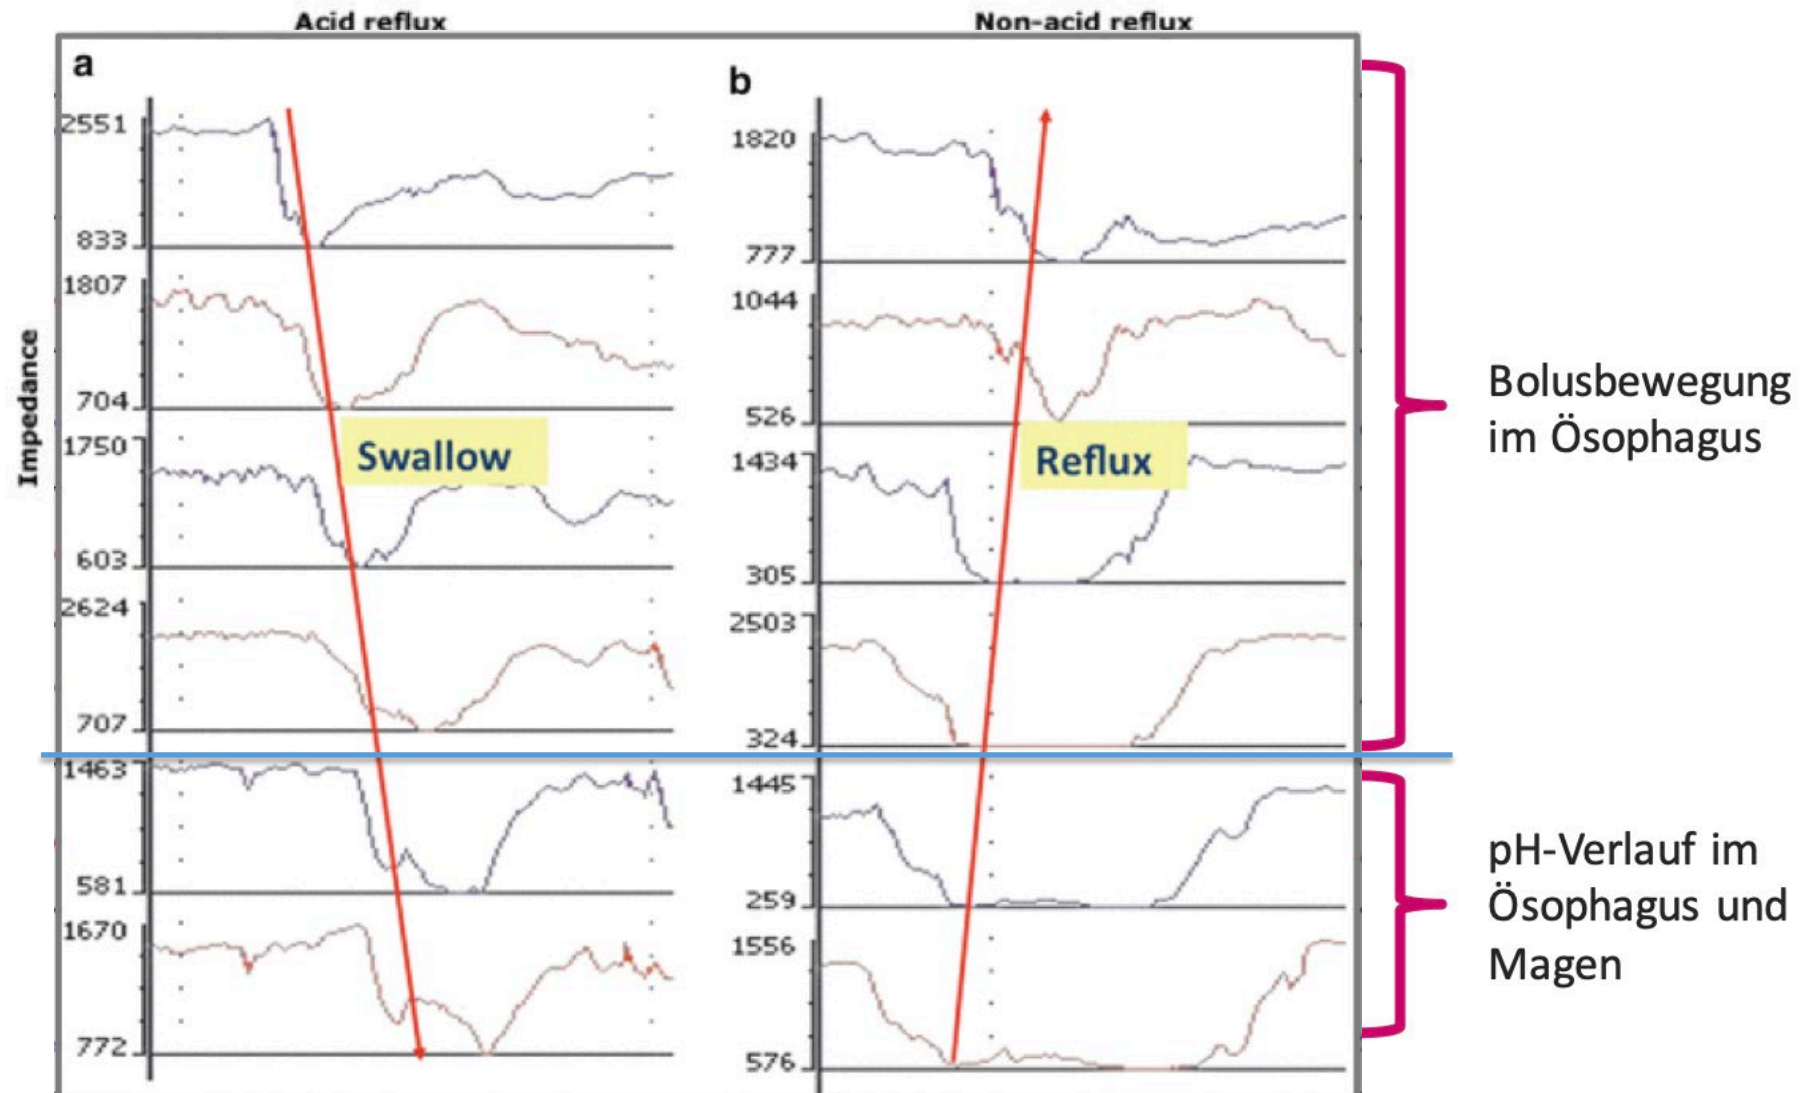 Acid reflux
Non-acid reflux
a
b
Impedance
2551
833
1807
704
1750
603
2624
707
1463
581
1670
772
Swallow
1820
777
1044
526
1434
305
2503
324
1445
259
1556
576
Reflux
Bolusbewegung
im Ösophagus
pH-Verlauf im
Ösophagus und
Magen